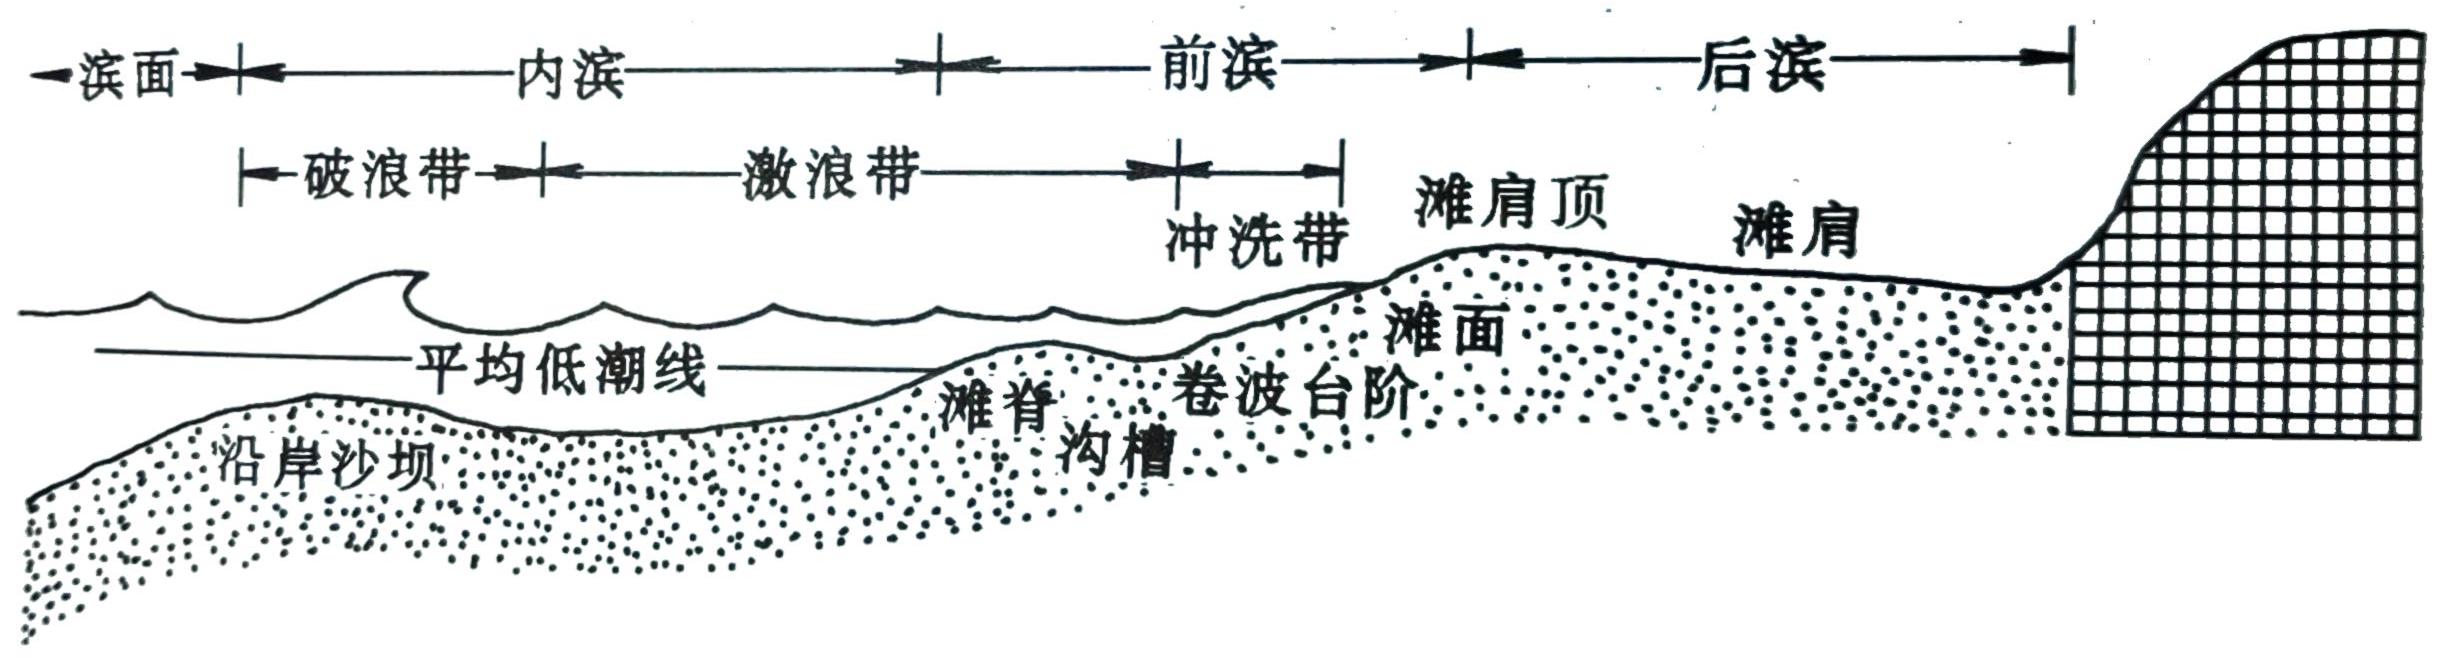 滨面 内滨 前滨 后滨
破浪带 激浪带
冲洗带 滩肩顶 滩肩
平均低潮线 滩面
沿岸沙坝 滩脊 沟槽 卷波台阶